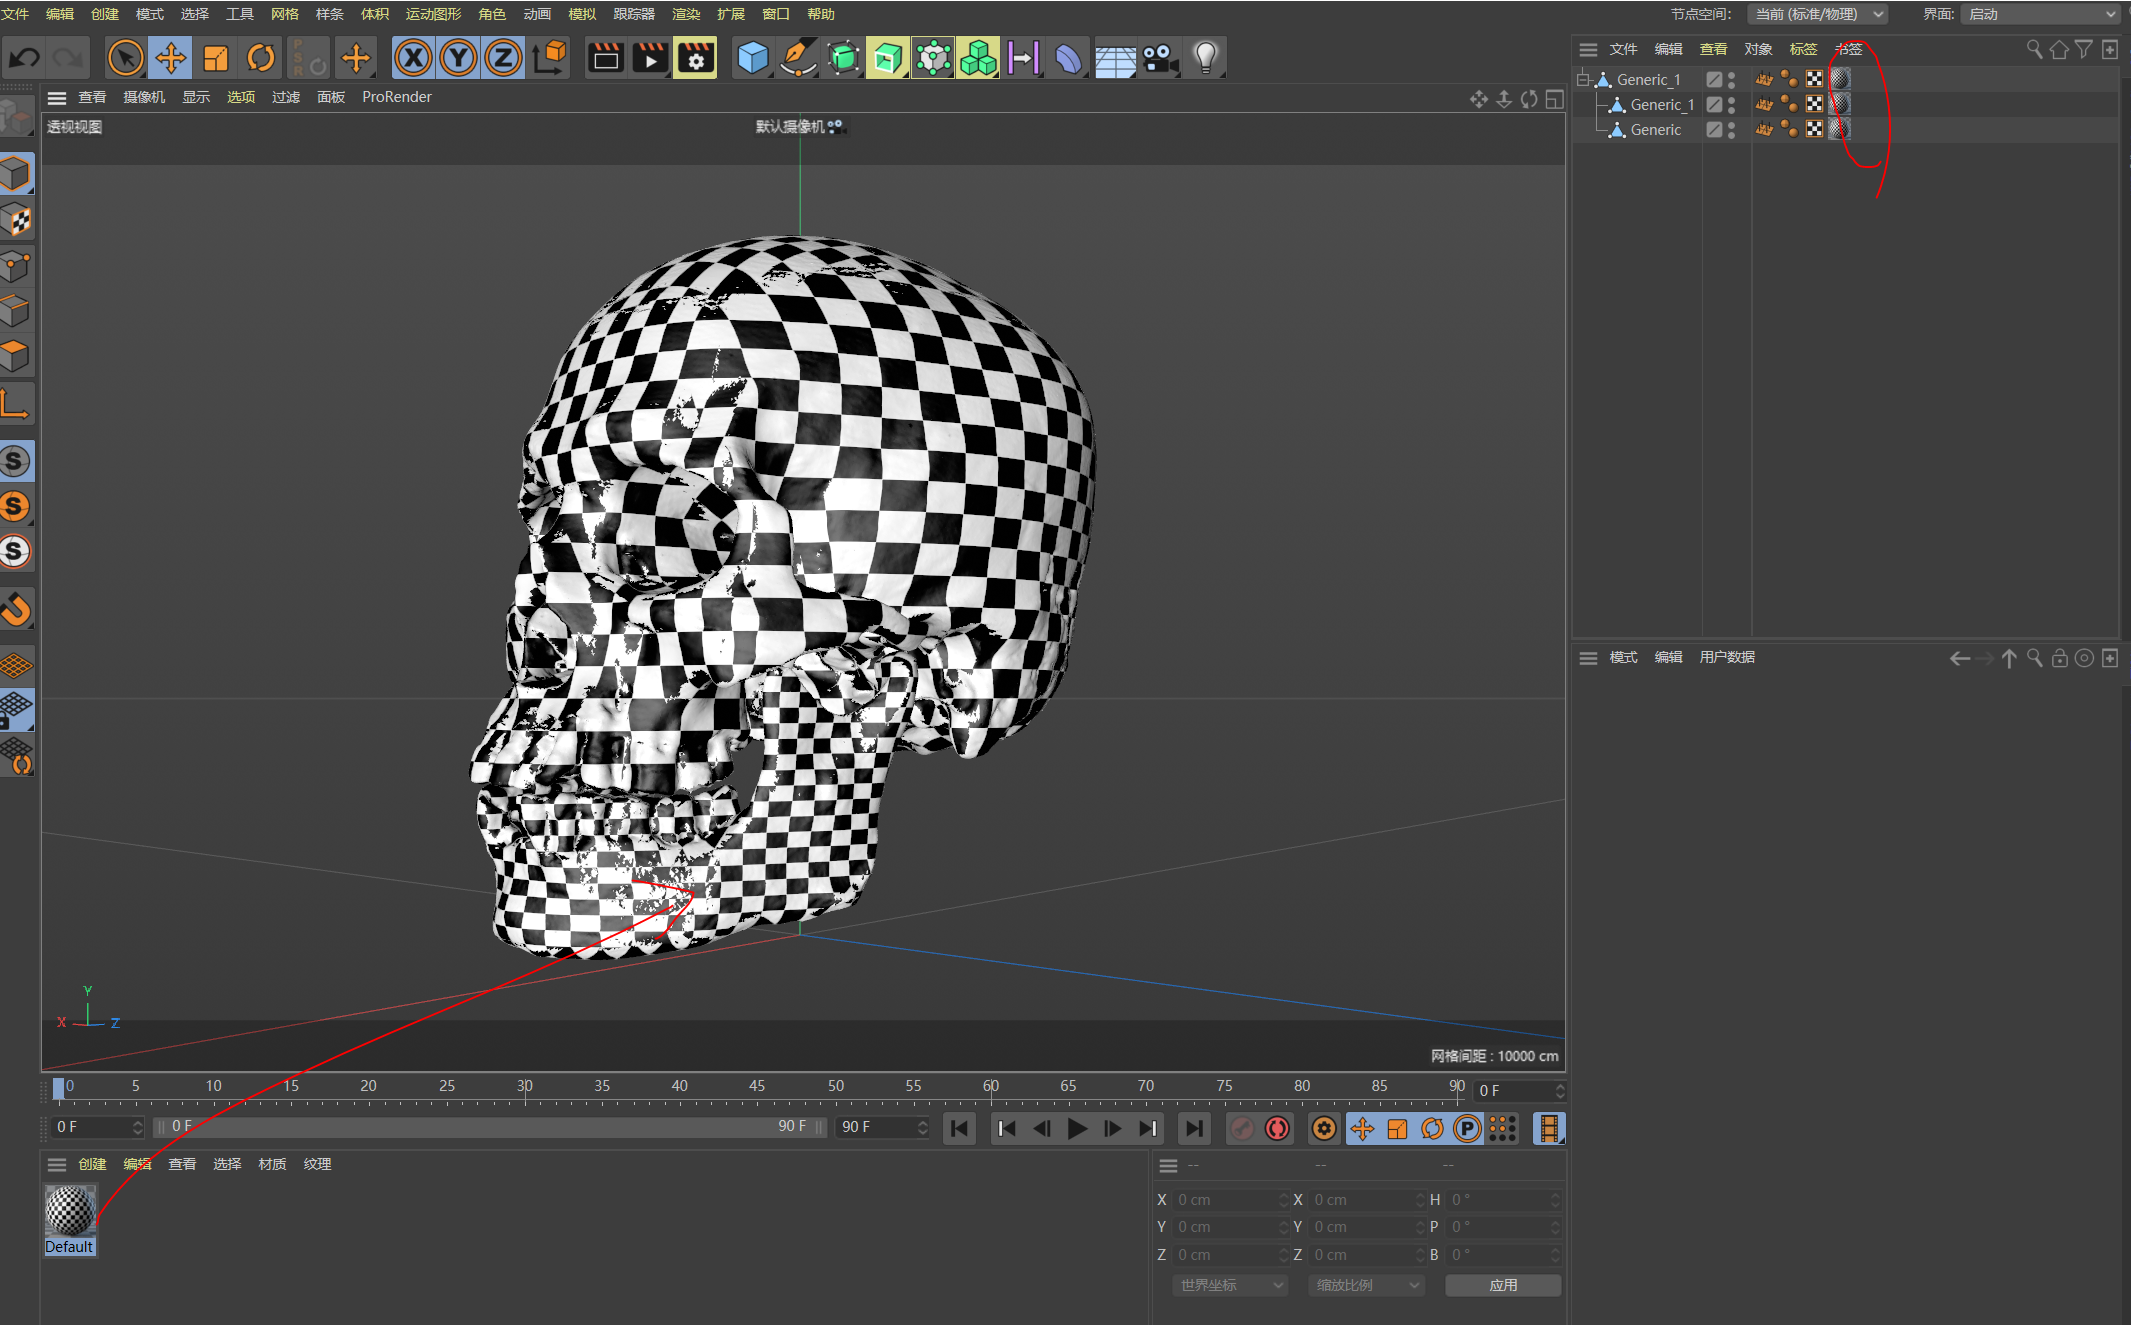 文件 编辑 创建 模式 选择 工具 网格 样条 体积 运动图形 角色 动画 模拟 跟踪器 渲染 扩展 窗口 帮助
节点空间: 当前 (标准/物理) 界面: 启动
P
S
R
X Y Z
文件 编辑 查看 对象 标签 书签
Generic_1
Generic_1
Generic
查看 摄像机 显示 选项 过滤 面板 ProRender
透视视图
默认摄像机
S
S
S
模式 编辑 用户数据
Y
X Z
网格间距 : 10000 cm
0 5 10 15 20 25 30 35 40 45 50 55 60 65 70 75 80 85 90 0 F
0 F 0 F 90 F 90 F P
创建 编辑 查看 选择 材质 纹理
Default
-- -- --
X 0 cm X 0 cm H 0 °
Y 0 cm Y 0 cm P 0 °
Z 0 cm Z 0 cm B 0 °
世界坐标 缩放比例 应用